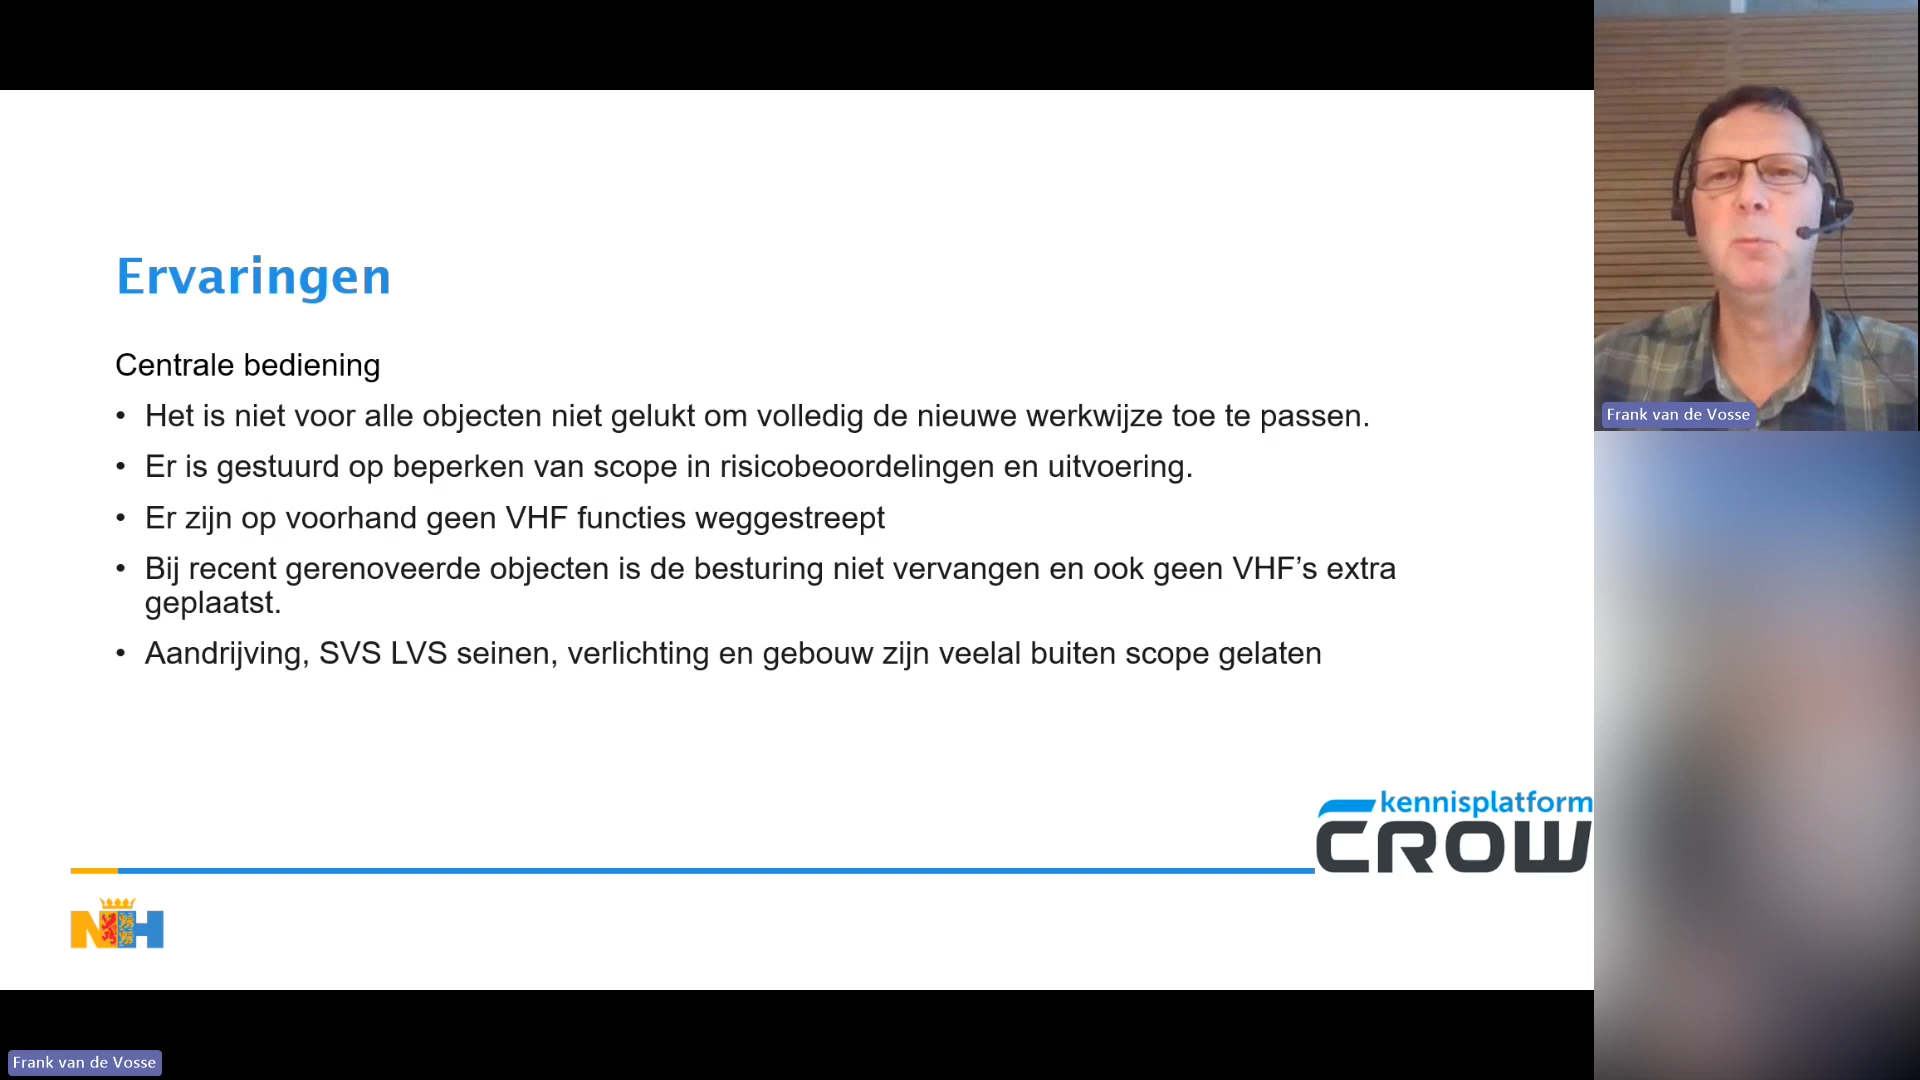 Ervaringen
Centrale bediening
• Het is niet voor alle objecten niet gelukt om volledig de nieuwe werkwijze toe te passen.
• Er is gestuurd op beperken van scope in risicobeoordelingen en uitvoering.
• Er zijn op voorhand geen VHF functies weggestreept
• Bij recent gerenoveerde objecten is de besturing niet vervangen en ook geen VHF’s extra
geplaatst.
• Aandrijving, SVS LVS seinen, verlichting en gebouw zijn veelal buiten scope gelaten
kennisplatform
CROW
NH
Frank van de Vosse
Frank van de Vosse